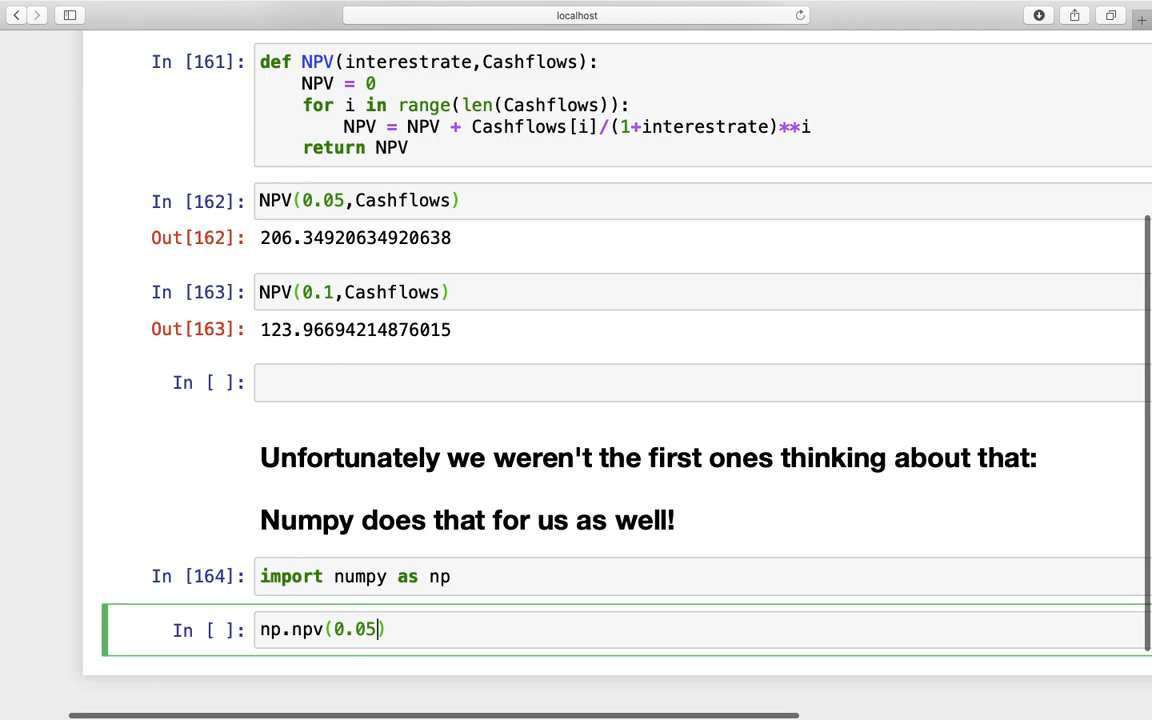 localhost
In [161]: def NPV(interestrate,Cashflows):
NPV = 0
for i in range(len(Cashflows)):
NPV = NPV + Cashflows[i]/(1+interestrate)**i
return NPV
In [162]: NPV(0.05,Cashflows)
Out[162]: 206.34920634920638
In [163]: NPV(0.1,Cashflows)
Out[163]: 123.96694214876015
In [ ]:
Unfortunately we weren't the first ones thinking about that:
Numpy does that for us as well!
In [164]: import numpy as np
In [ ]: np.npv(0.05)